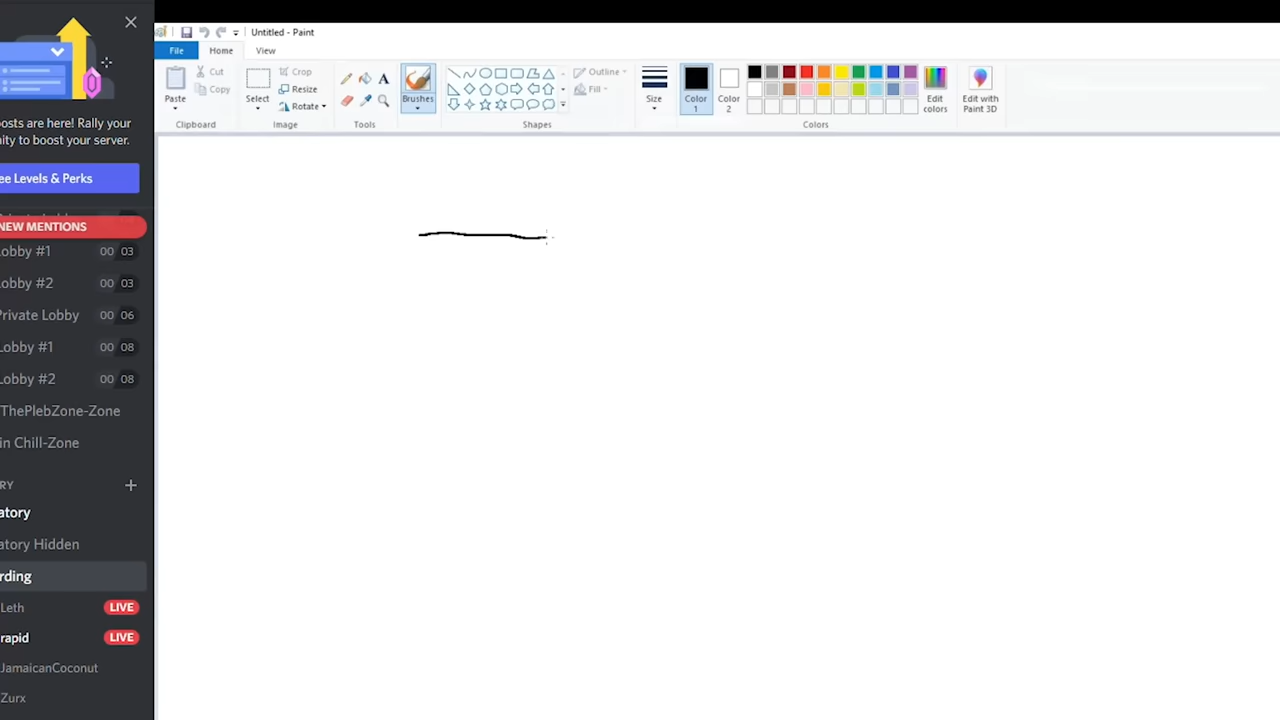 Untitled - Paint
File Home View
Paste
Cut
Copy
Clipboard
Select
Crop
Resize
Rotate
Image
A
Tools
Brushes
Shapes
Outline
Fill
Size
Color 1
Color 2
Colors
Edit colors
Edit with Paint 3D
osts are here! Rally your
ity to boost your server.
ee Levels & Perks
NEW MENTIONS
Lobby #1 00 03
Lobby #2 00 03
Private Lobby 00 06
Lobby #1 00 08
Lobby #2 00 08
ThePlebZone-Zone
in Chill-Zone
RY +
atory
atory Hidden
rding
Leth LIVE
rapid LIVE
JamaicanCoconut
Zurx